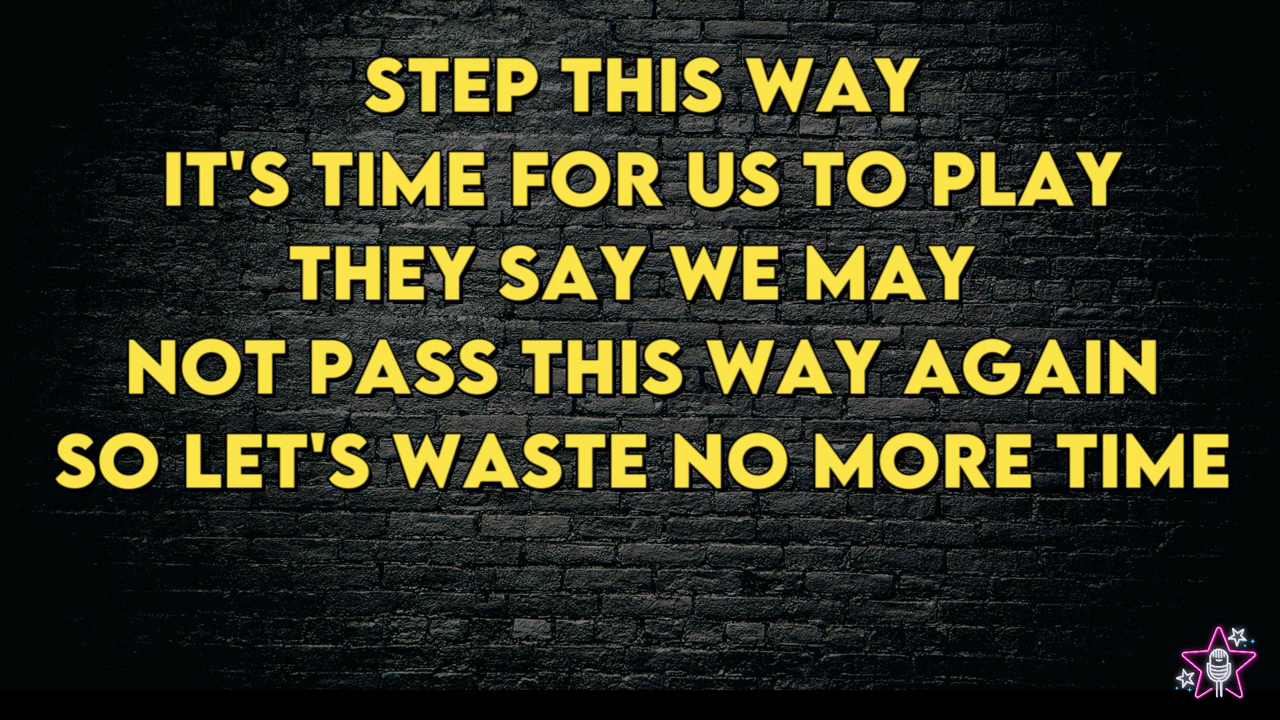 STEP THIS WAY
IT'S TIME FOR US TO PLAY
THEY SAY WE MAY
NOT PASS THIS WAY AGAIN
SO LET'S WASTE NO MORE TIME